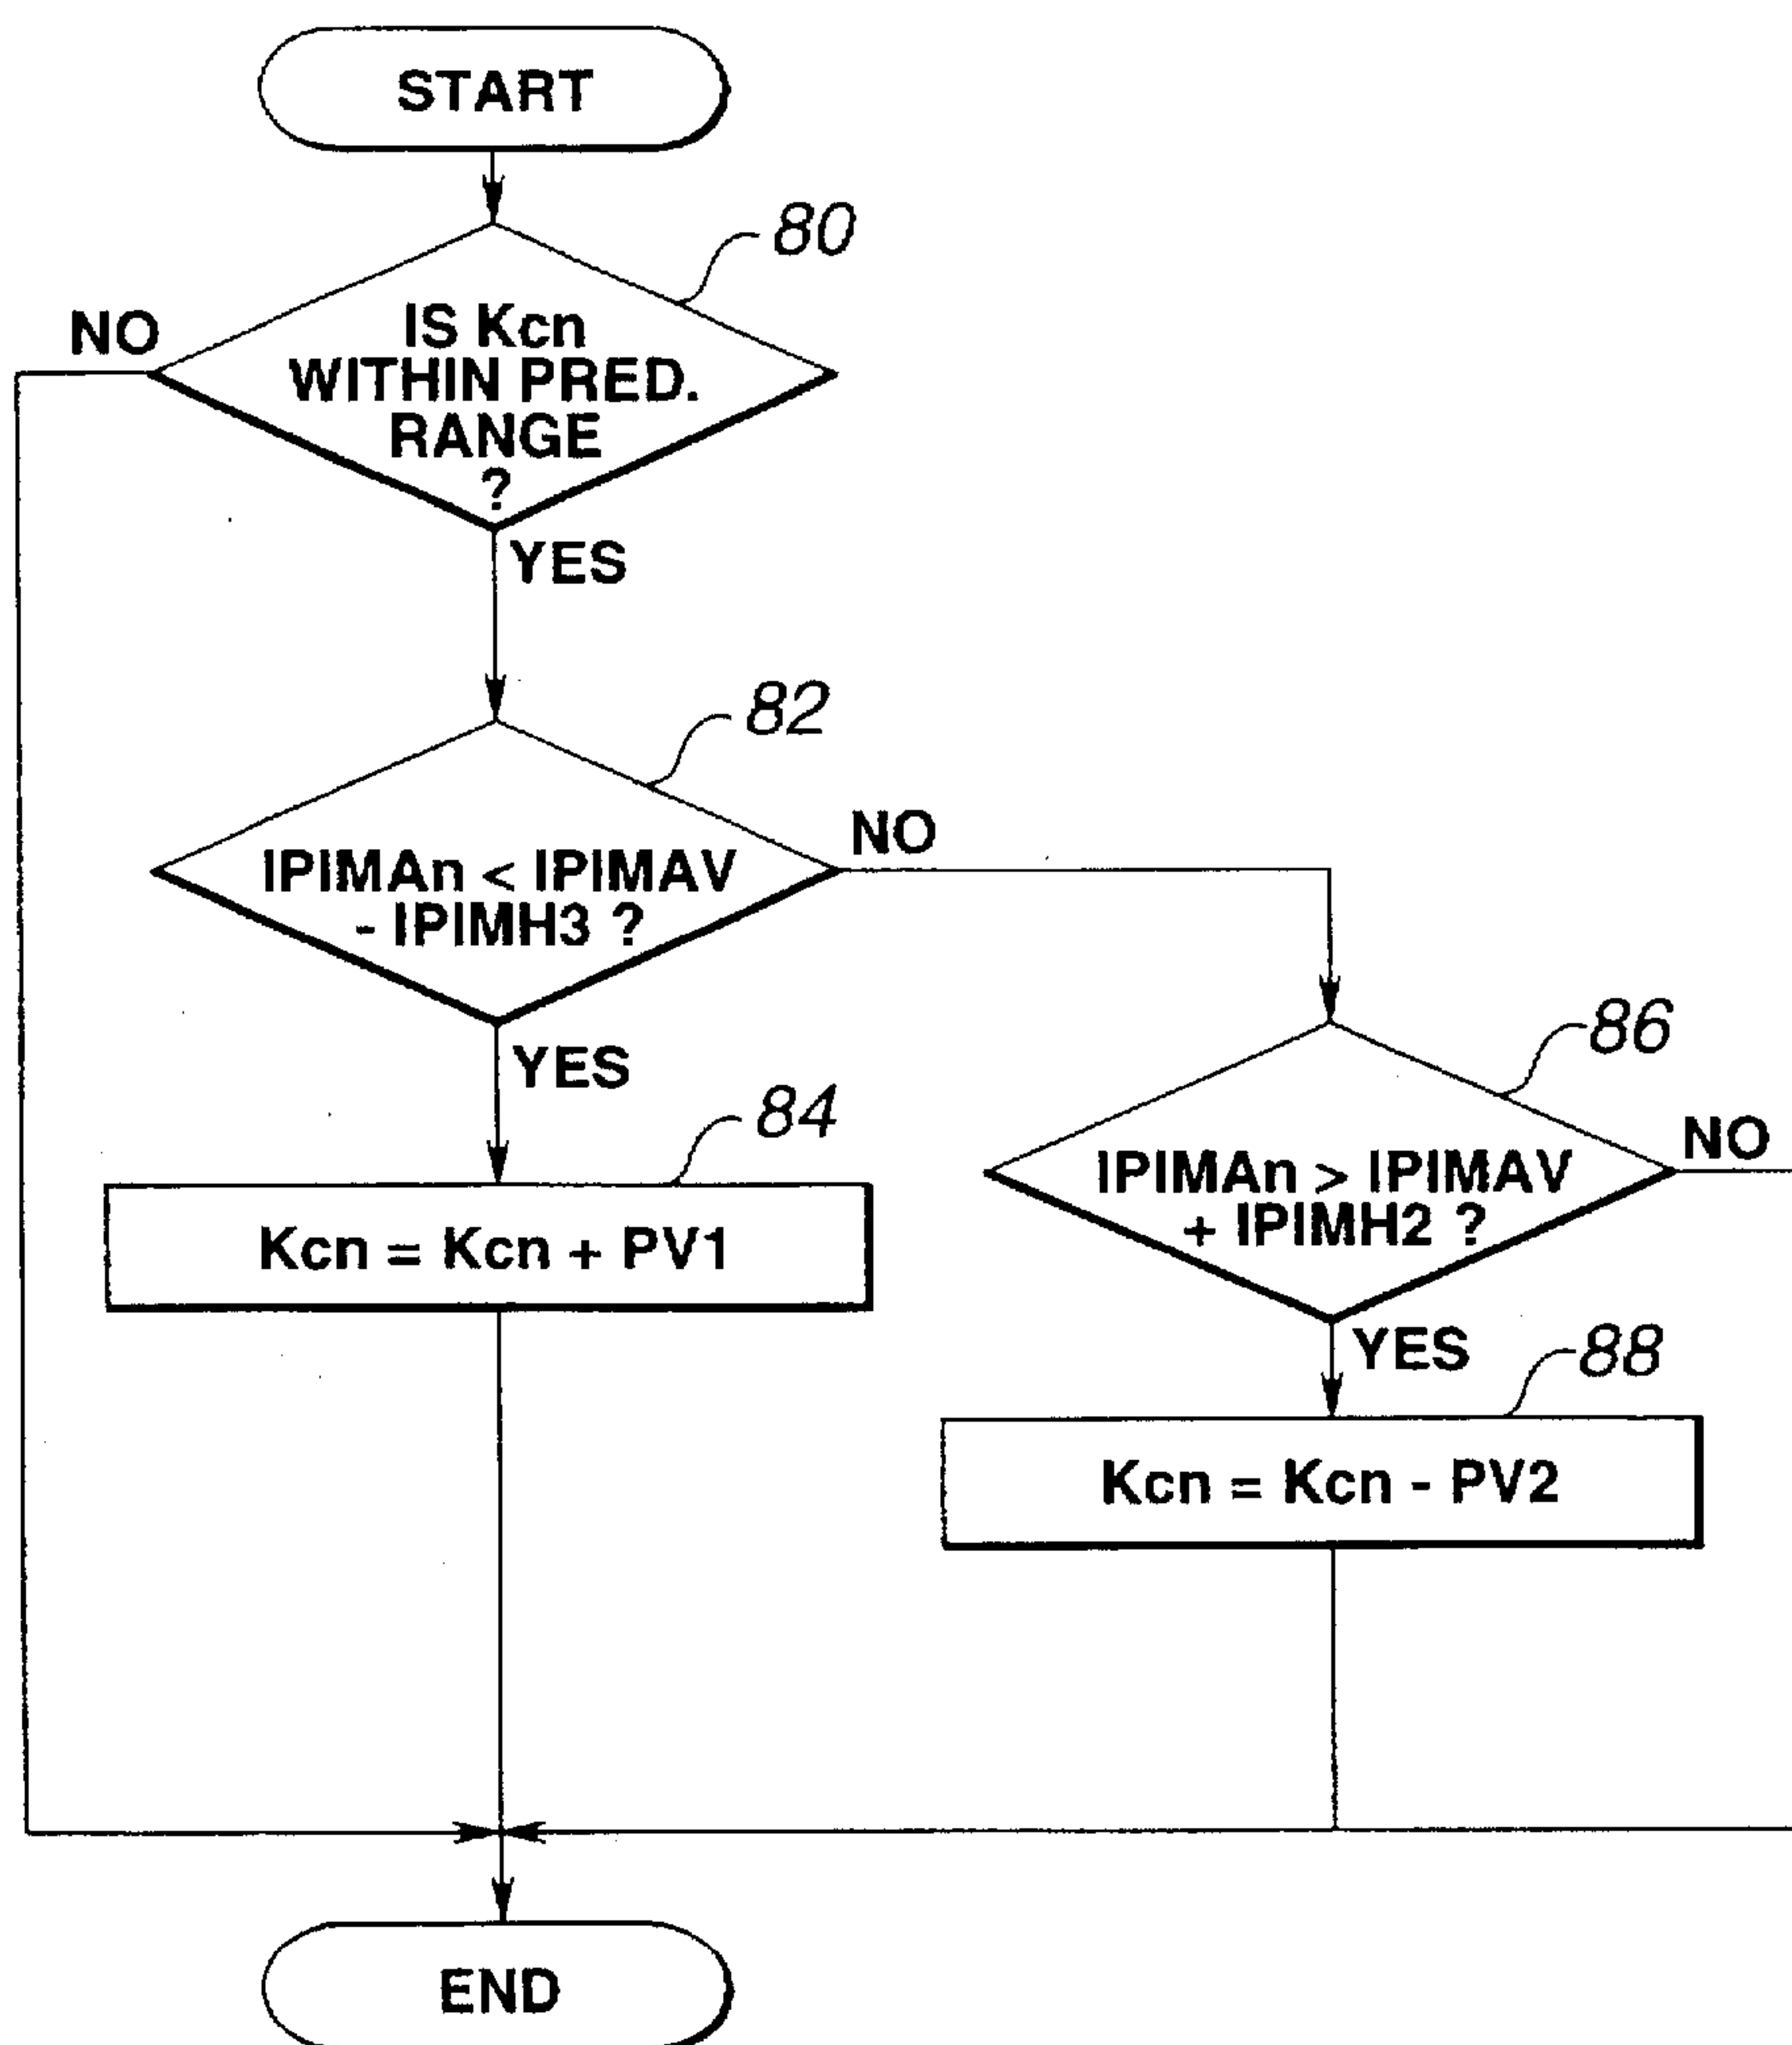 START
80
NO
IS Kcn
WITHIN PRED.
RANGE
?
YES
82
NO
IPIMAn < IPIMAV
- IPIMH3 ?
YES
84
86
NO
Kcn = Kcn + PV1
IPIMAn > IPIMAV
+ IPIMH2 ?
YES
88
Kcn = Kcn - PV2
END